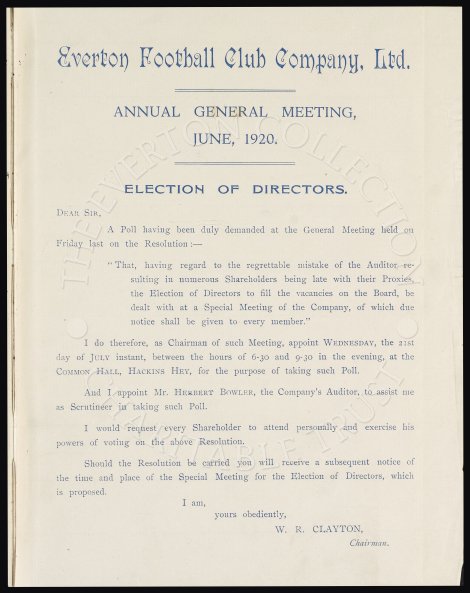 Everton Football Club Company, Ltd.
ANNUAL GENERAL MEETING,
JUNE, 1920.
ELECTION OF DIRECTORS.
DEAR SIR,
A Poll having been duly demanded at the General Meeting held on
Friday last on the Resolution :—
"That, having regard to the regrettable mistake of the Auditor re-
sulting in numerous Shareholders being late with their Proxies,
the Election of Directors to fill the vacancies on the Board, be
dealt with at a Special Meeting of the Company, of which due
notice shall be given to every member."
I do therefore, as Chairman of such Meeting, appoint WEDNESDAY, the 21st
day of JULY instant, between the hours of 6-30 and 9-30 in the evening, at
COMMON HALL, HACKINS HEY, for the purpose of taking such Poll.
And I appoint MR. HERBERT BOWLER, the Company's Auditor, to assist me
as Scrutineer in taking such Poll.
I would request every Shareholder to attend personally and exercise his
powers of voting on the above Resolution.
Should the Resolution be carried you will receive a subsequent notice of
the time and place of the Special Meeting for the Election of Directors, which
is proposed.
I am,
yours obediently,
W. R. CLAYTON,
Chairman.
THE EVERTON COLLECTION
CHARITABLE TRUST